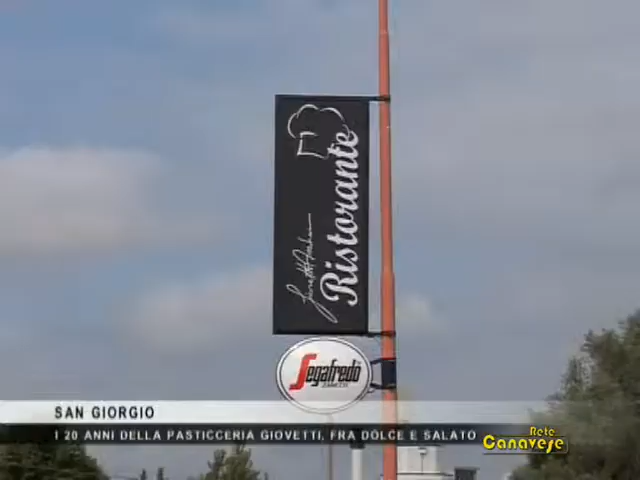 Ristorante
Segafredo
ZANETTI
SAN GIORGIO
I 20 ANNI DELLA PASTICCERIA GIOVETTI, FRA DOLCE E SALATO
Rete
Canavese